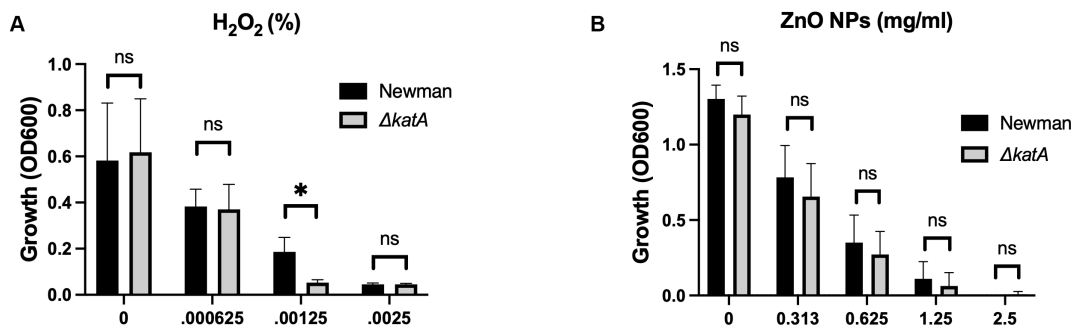 A
H₂O₂ (%)
Growth (OD600)
1.0
0.8
0.6
0.4
0.2
0.0
ns
ns
*
ns
Newman
ΔkatA
0 .000625 .00125 .0025
B
ZnO NPs (mg/ml)
Growth (OD600)
1.5
1.0
0.5
0.0
ns
ns
ns
ns
ns
Newman
ΔkatA
0 0.313 0.625 1.25 2.5